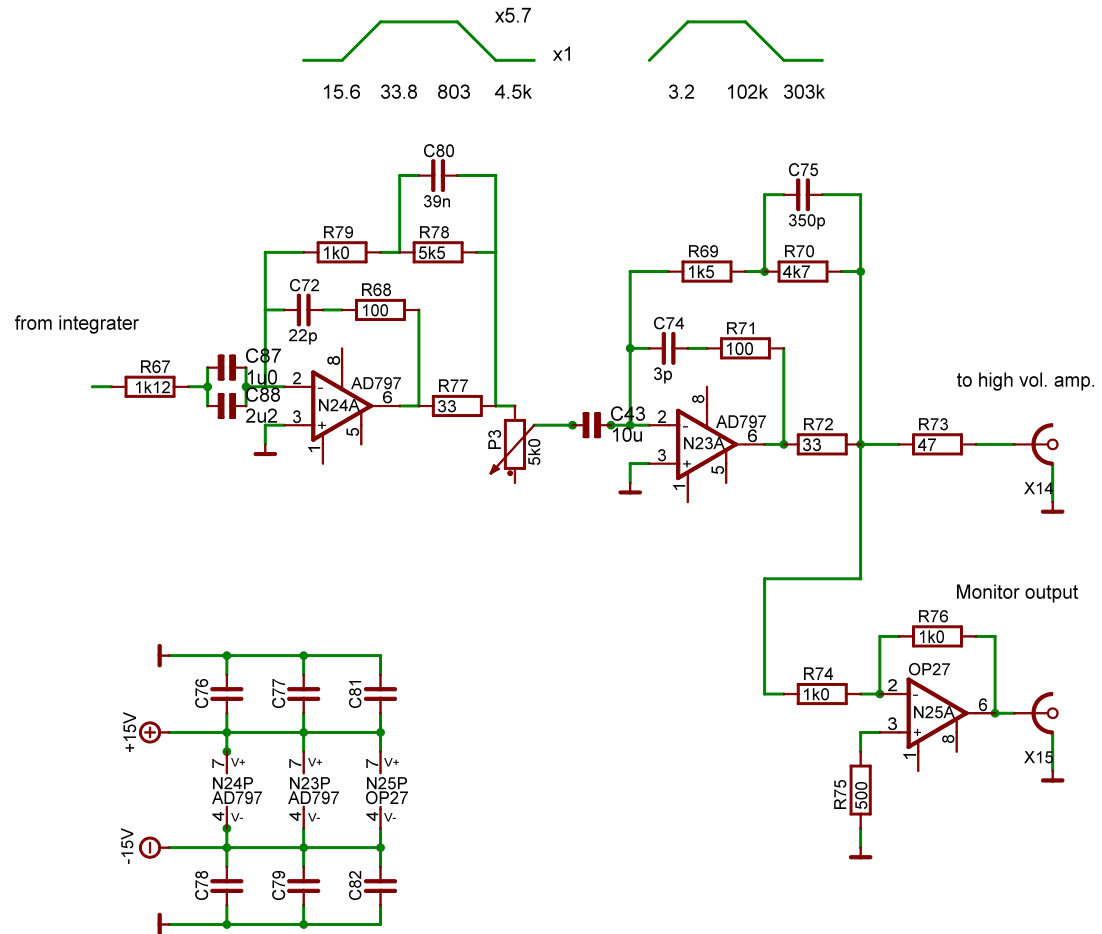 x5.7
x1
15.6 33.8 803 4.5k
3.2 102k 303k
C80
39n
R79
1k0
R78
5k5
C72
22p
R68
100
from integrater
R67
1k12
C87
1u0
C88
2u2
2
3
8
AD797
6
N24A
5
1
R77
33
P3
5k0
C43
10u
C75
350p
R69
1k5
R70
4k7
C74
3p
R71
100
2
3
8
AD797
6
N23A
5
1
R72
33
to high vol. amp.
R73
47
X14
Monitor output
R76
1k0
R74
1k0
OP27
2
3
N25A
6
8
1
X15
R75
500
C76
C77
C81
+15V
7 V+
7 V+
7 V+
N24P
AD797
N23P
AD797
N25P
OP27
4 V-
4 V-
4 V-
-15V
C78
C79
C82